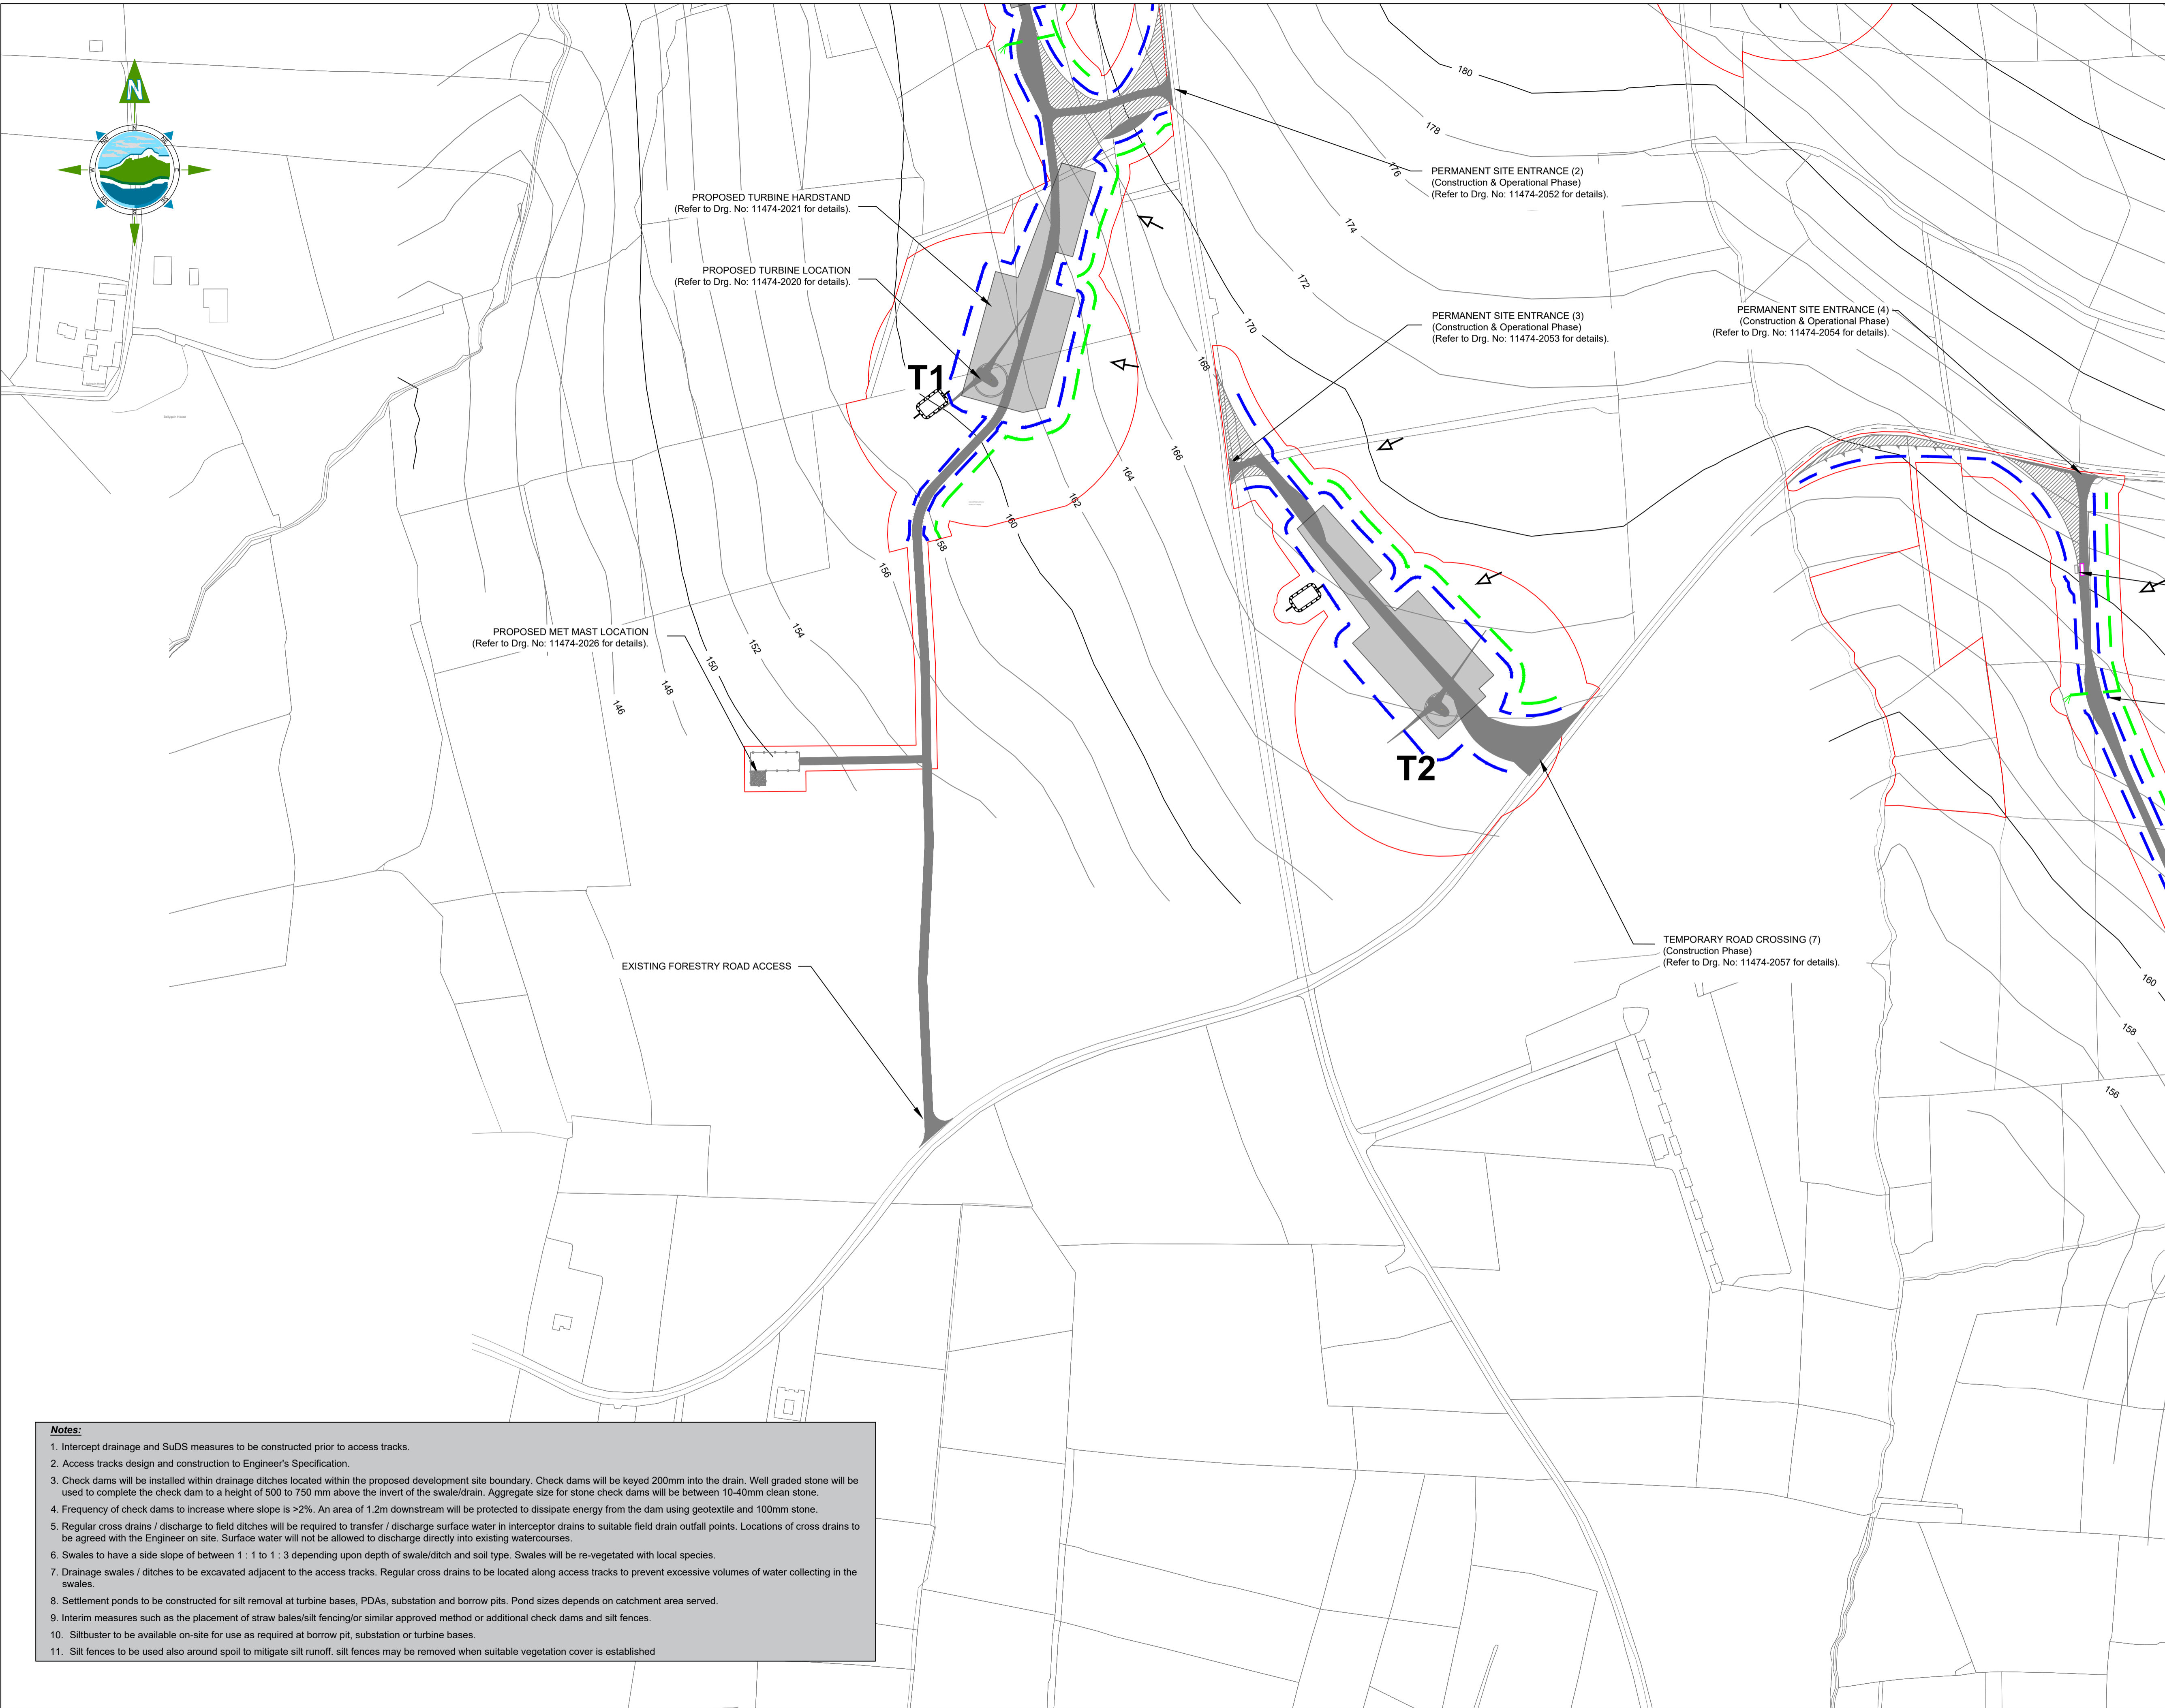 N
N
NE
E
W
180
178
176
174
172
170
168
166
164
162
160
158
156
154
152
150
148
146
PERMANENT SITE ENTRANCE (2)
(Construction & Operational Phase)
(Refer to Drg. No: 11474-2052 for details).
PROPOSED TURBINE HARDSTAND
(Refer to Drg. No: 11474-2021 for details).
PROPOSED TURBINE LOCATION
(Refer to Drg. No: 11474-2020 for details).
PERMANENT SITE ENTRANCE (3)
(Construction & Operational Phase)
(Refer to Drg. No: 11474-2053 for details).
PERMANENT SITE ENTRANCE (4)
(Construction & Operational Phase)
(Refer to Drg. No: 11474-2054 for details).
T1
PROPOSED MET MAST LOCATION
(Refer to Drg. No: 11474-2026 for details).
T2
TEMPORARY ROAD CROSSING (7)
(Construction Phase)
(Refer to Drg. No: 11474-2057 for details).
EXISTING FORESTRY ROAD ACCESS
160
158
156
Notes:
1. Intercept drainage and SuDS measures to be constructed prior to access tracks.
2. Access tracks design and construction to Engineer's Specification.
3. Check dams will be installed within drainage ditches located within the proposed development site boundary. Check dams will be keyed 200mm into the drain. Well graded stone will be
used to complete the check dam to a height of 500 to 750 mm above the invert of the swale/drain. Aggregate size for stone check dams will be between 10-40mm clean stone.
4. Frequency of check dams to increase where slope is >2%. An area of 1.2m downstream will be protected to dissipate energy from the dam using geotextile and 100mm stone.
5. Regular cross drains / discharge to field ditches will be required to transfer / discharge surface water in interceptor drains to suitable field drain outfall points. Locations of cross drains to
be agreed with the Engineer on site. Surface water will not be allowed to discharge directly into existing watercourses.
6. Swales to have a side slope of between 1 : 1 to 1 : 3 depending upon depth of swale/ditch and soil type. Swales will be re-vegetated with local species.
7. Drainage swales / ditches to be excavated adjacent to the access tracks. Regular cross drains to be located along access tracks to prevent excessive volumes of water collecting in the
swales.
8. Settlement ponds to be constructed for silt removal at turbine bases, PDAs, substation and borrow pits. Pond sizes depends on catchment area served.
9. Interim measures such as the placement of straw bales/silt fencing/or similar approved method or additional check dams and silt fences.
10. Siltbuster to be available on-site for use as required at borrow pit, substation or turbine bases.
11. Silt fences to be used also around spoil to mitigate silt runoff. silt fences may be removed when suitable vegetation cover is established